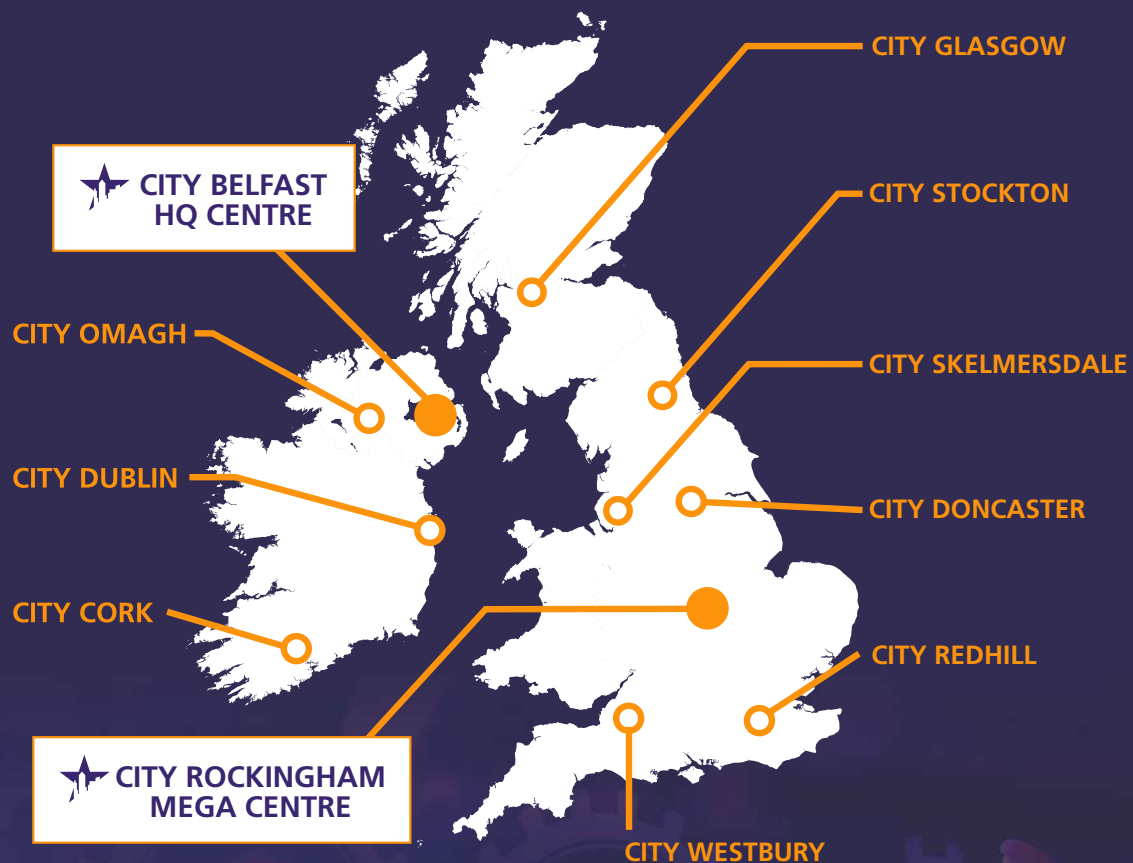 CITY GLASGOW
CITY BELFAST
HQ CENTRE
CITY STOCKTON
CITY OMAGH
CITY SKELMERSDALE
CITY DUBLIN
CITY DONCASTER
CITY CORK
CITY REDHILL
CITY ROCKINGHAM
MEGA CENTRE
CITY WESTBURY